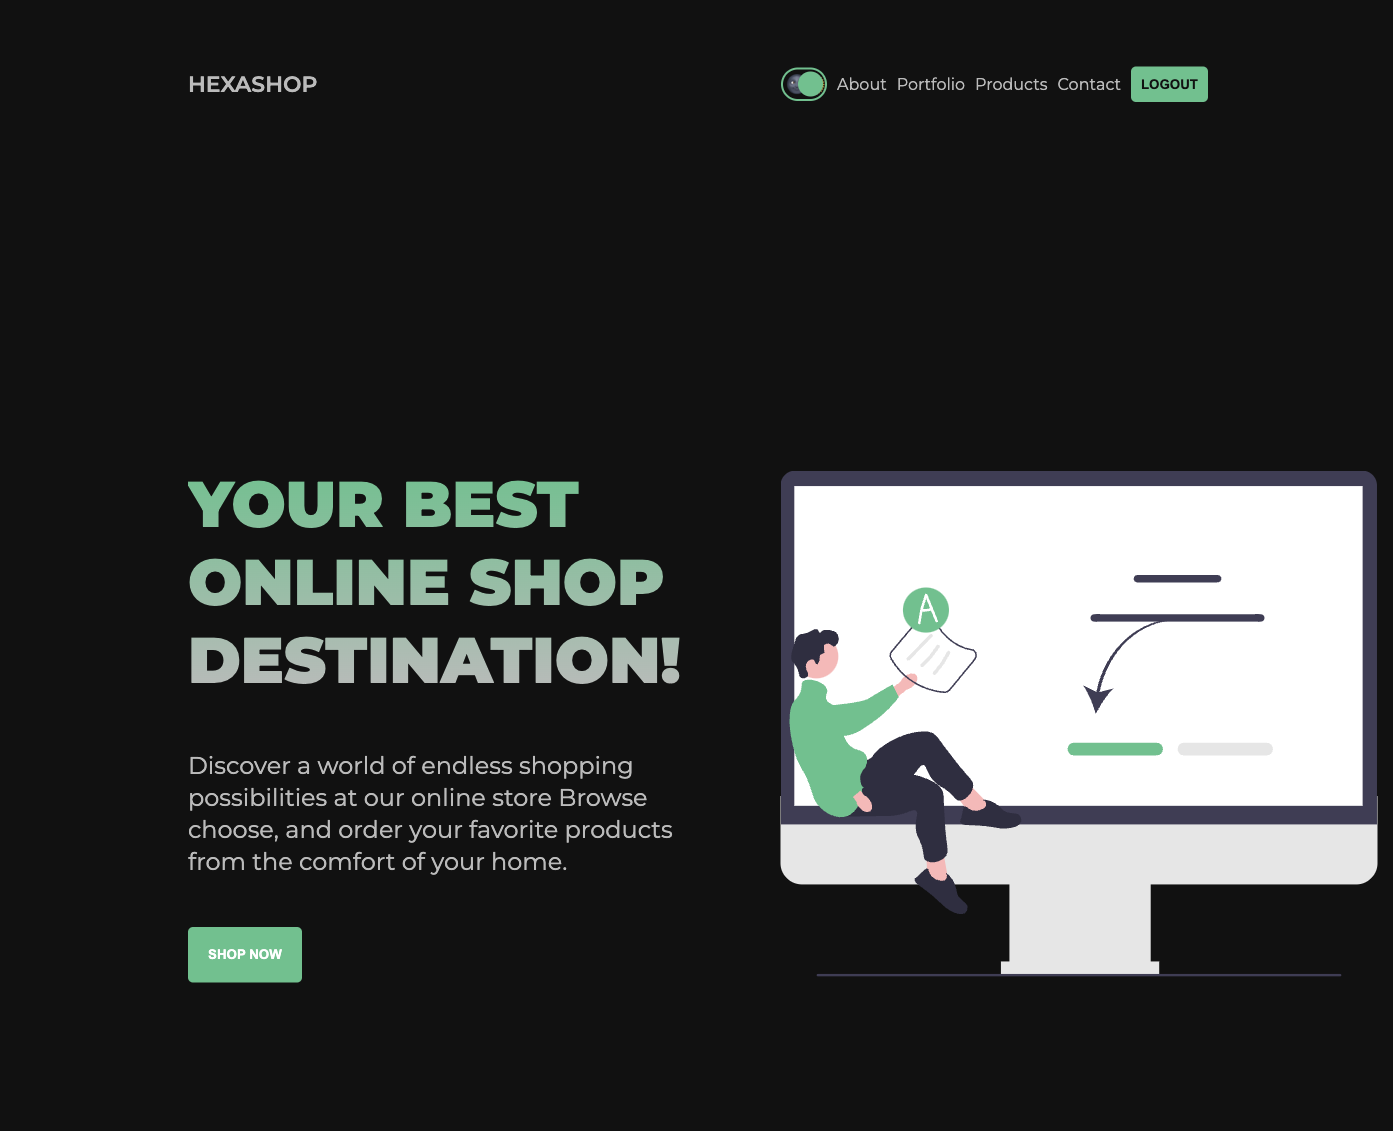 HEXASHOP
About Portfolio Products Contact LOGOUT
YOUR BEST
ONLINE SHOP
DESTINATION!
A
Discover a world of endless shopping
possibilities at our online store Browse
choose, and order your favorite products
from the comfort of your home.
SHOP NOW